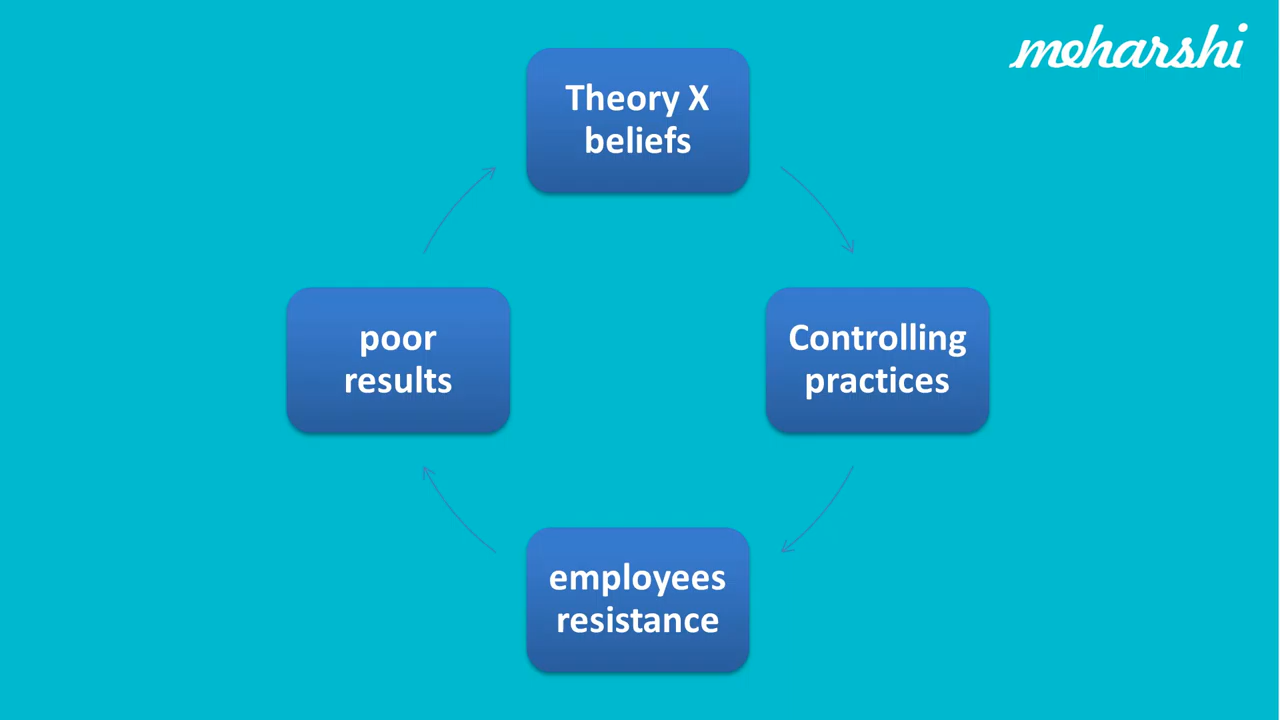 meharshi
Theory X
beliefs
Controlling
practices
employees
resistance
poor
results